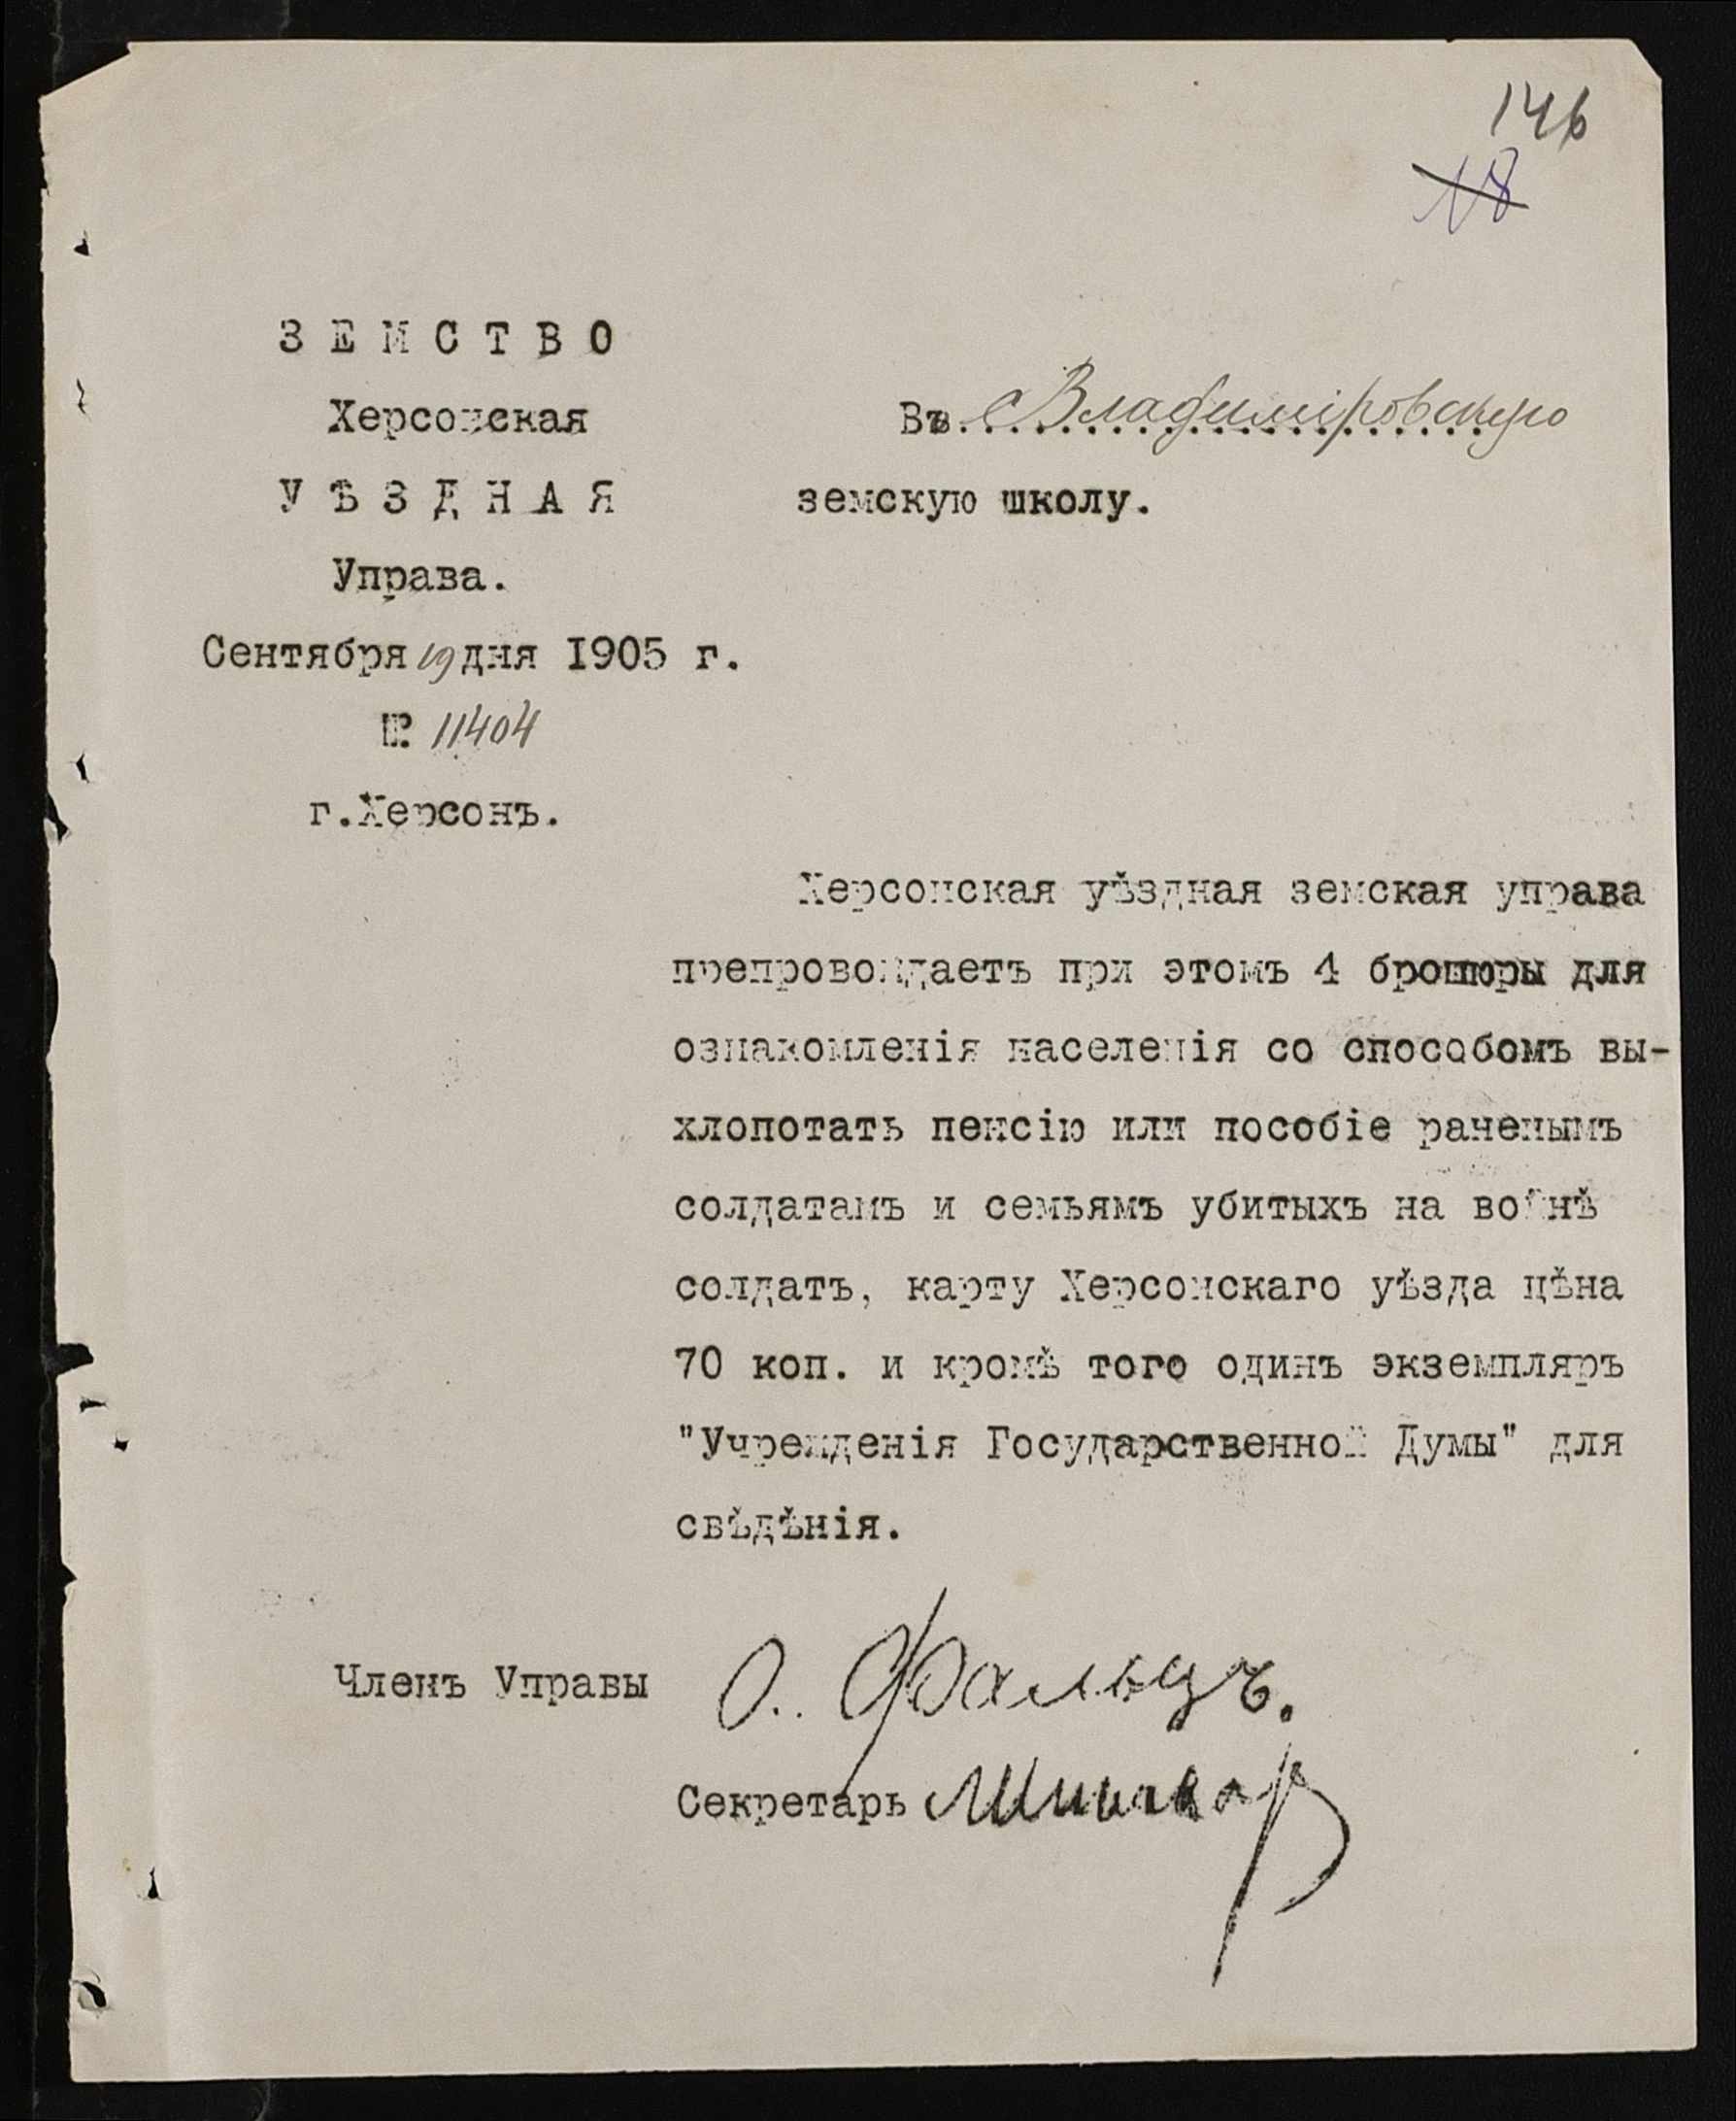 146
18
ЗЕМСТВО
Херсонская
УѢЗДНАЯ
Управа.
Сентября 19 дня 1905 г.
№ 11404
г.Херсонъ.
Въ Владиміровскую
земскую школу.
Херсонская уѣздная земская управа
препровождаетъ при этомъ 4 брошюры для
ознакомленія населенія со способомъ вы-
хлопотать пенсію или пособіе раненымъ
солдатамъ и семьямъ убитыхъ на войнѣ
солдатъ, карту Херсонскаго уѣзда цѣна
70 коп. и кромѣ того одинъ экземпляръ
"Учрежденія Государственной Думы" для
свѣдѣнія.
Членъ Управы О. Фальцъ.
Секретарь